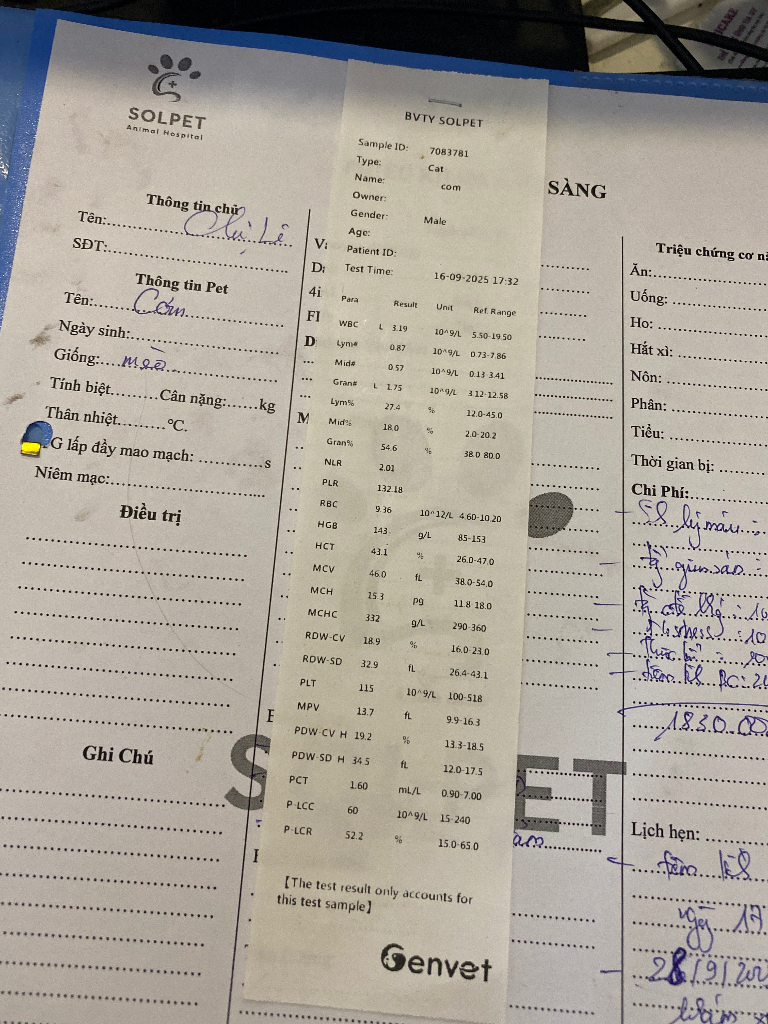 SOLPET
Animal Hospital
BVTY SOLPET
Sample ID: 7083781
Type: Cat
Name: com
Owner:
Gender: Male
Age:
Patient ID:
Test Time: 16-09-2025 17:32
Para Result Unit Ref. Range
WBC L 3.19 10^9/L 5.50-19.50
Lym# 0.87 10^9/L 0.73-7.86
Mid# 0.57 10^9/L 0.13-3.41
Gran# L 1.75 10^9/L 3.12-12.58
Lym% 27.4 % 12.0-45.0
Mid% 18.0 % 2.0-20.2
Gran% 54.6 % 38.0-80.0
NLR 2.01
PLR 132.18
RBC 9.36 10^12/L 4.60-10.20
HGB 143 g/L 85-153
HCT 43.1 % 26.0-47.0
MCV 46.0 fL 38.0-54.0
MCH 15.3 pg 11.8-18.0
MCHC 332 g/L 290-360
RDW-CV 18.9 % 16.0-23.0
RDW-SD 32.9 fL 26.4-43.1
PLT 115 10^9/L 100-518
MPV 13.7 fL 9.9-16.3
PDW-CV H 19.2 % 13.3-18.5
PDW-SD H 34.5 fL 12.0-17.5
PCT 1.60 mL/L 0.90-7.00
P-LCC 60 10^9/L 15-240
P-LCR 52.2 % 15.0-65.0
【The test result only accounts for
this test sample】
Genvet
SÀNG
Thông tin chủ
Tên: Chị Lê
SĐT:
Thông tin Pet
Tên: Cơm
Ngày sinh:
Giống: mèo
Tính biệt Cân nặng: kg
Thân nhiệt °C.
G lấp đầy mao mạch: s
Niêm mạc:
Điều trị
Ghi Chú
Triệu chứng cơ n
Ăn:
Uống:
Ho:
Hắt xì:
Nôn:
Phân:
Tiểu:
Thời gian bị:
Chi Phí:
1830.00
Lịch hẹn:
17
28/9/202